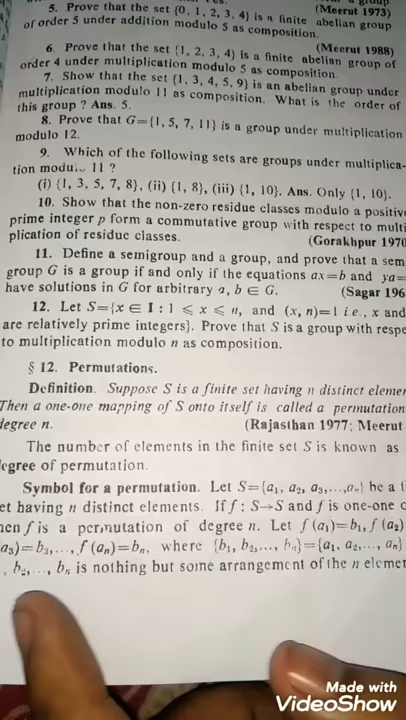 5. Prove that the set {0, 1, 2, 3, 4} is a finite abelian group
(Meerut 1973)
of order 5 under addition modulo 5 as composition.
(Meerut 1988)
6. Prove that the set {1, 2, 3, 4} is a finite abelian group of
order 4 under multiplication modulo 5 as composition.
7. Show that the set {1, 3, 4, 5, 9} is an abelian group under
multiplication modulo 11 as composition. What is the order of
this group ? Ans. 5.
8. Prove that G={1, 5, 7, 11} is a group under multiplication
modulo 12.
9. Which of the following sets are groups under multiplica-
tion modu 11 ?
(i) {1, 3, 5, 7, 8}, (ii) {1, 8}, (iii) {1, 10}. Ans. Only {1, 10}.
10. Show that the non-zero residue classes modulo a positive
prime integer p form a commutative group with respect to multi
plication of residue classes. (Gorakhpur 1970
11. Define a semigroup and a group, and prove that a sem
group G is a group if and only if the equations ax=b and ya=
have solutions in G for arbitrary a, b ∈ G. (Sagar 196
12. Let S={x ∈ I : 1 ⩽ x ⩽ n, and (x, n)=1 i.e., x and
are relatively prime integers}. Prove that S is a group with respe
to multiplication modulo n as composition.
§ 12. Permutations.
Definition. Suppose S is a finite set having n distinct elemen
Then a one-one mapping of S onto itself is called a permutation
degree n. (Rajasthan 1977; Meerut
The number of elements in the finite set S is known as
degree of permutation.
Symbol for a permutation. Let S={a₁, a₂, a₃,...,aₙ} be a f
et having n distinct elements. If f : S→S and f is one-one o
hen f is a permutation of degree n. Let f (a₁)=b₁, f (a₂)
a₃)=b₃,..., f (aₙ)=bₙ, where {b₁, b₂,..., bₙ}={a₁, a₂,..., aₙ}
, b₂,..., bₙ is nothing but some arrangement of the n elemen
Made with
VideoShow